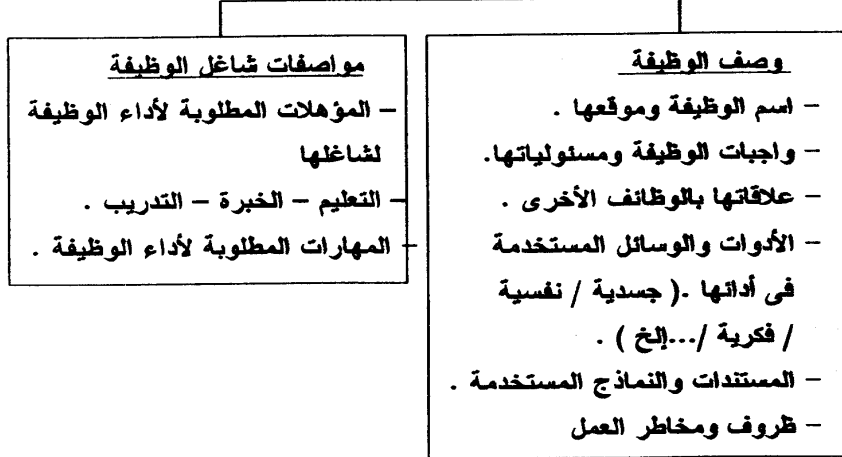 وصف الوظيفة
– اسم الوظيفة وموقعها .
– واجبات الوظيفة ومسئولياتها.
– علاقاتها بالوظائف الأخرى .
– الأدوات والوسائل المستخدمة
فى أدائها .( جسدية / نفسية
/ فكرية /...إلخ ) .
– المستندات والنماذج المستخدمة .
– ظروف ومخاطر العمل
مواصفات شاغل الوظيفة
– المؤهلات المطلوبة لأداء الوظيفة
لشاغلها
– التعليم – الخبرة – التدريب .
– المهارات المطلوبة لأداء الوظيفة .